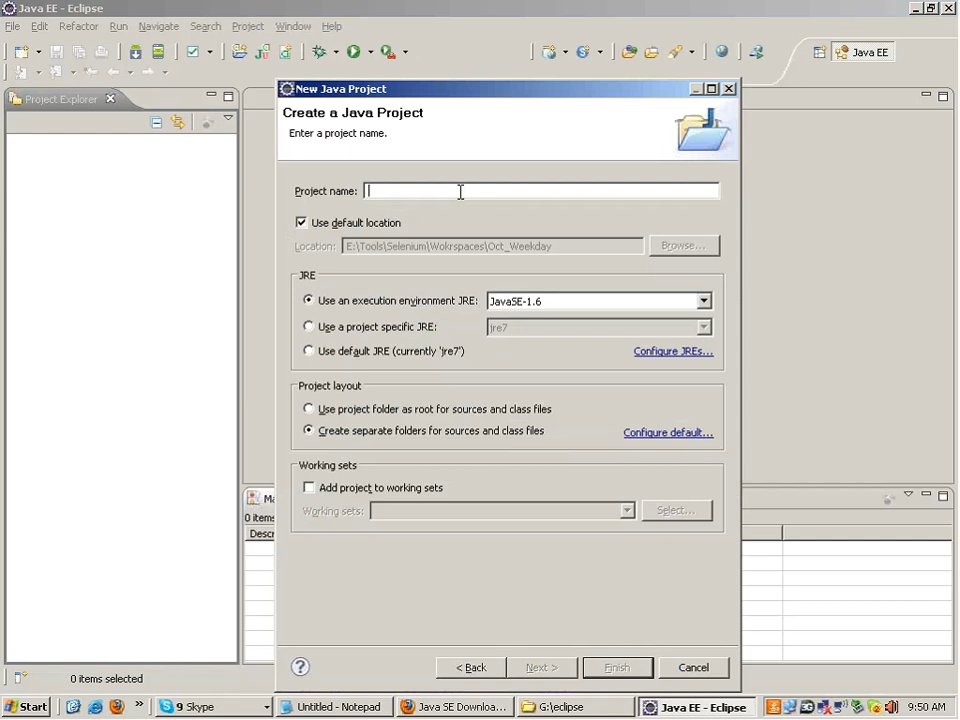 Java EE - Eclipse
File Edit Refactor Run Navigate Search Project Window Help
Java EE
Project Explorer
New Java Project
Create a Java Project
Enter a project name.
Project name:
Use default location
Location: E:\Tools\Selenium\Wokrspaces\Oct_Weekday Browse...
JRE
Use an execution environment JRE: JavaSE-1.6
Use a project specific JRE: jre7
Use default JRE (currently 'jre7') Configure JREs...
Project layout
Use project folder as root for sources and class files
Create separate folders for sources and class files Configure default...
Working sets
Add project to working sets
Working sets: Select...
Ma
0 items
Descr
< Back Next > Finish Cancel
0 items selected
Start » 9 Skype Untitled - Notepad Java SE Downloa... G:\eclipse Java EE - Eclipse 9:50 AM